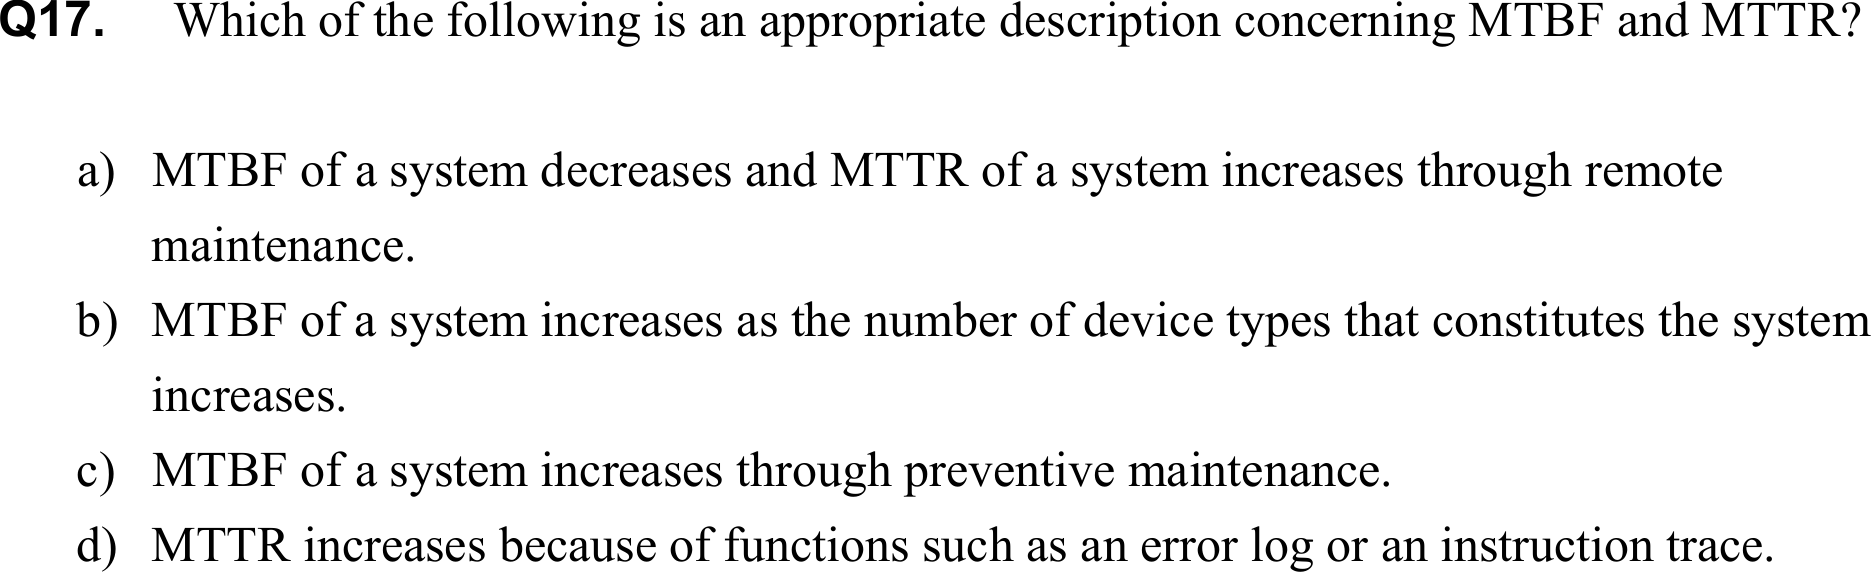 Q17. Which of the following is an appropriate description concerning MTBF and MTTR?
a) MTBF of a system decreases and MTTR of a system increases through remote
maintenance.
b) MTBF of a system increases as the number of device types that constitutes the system
increases.
c) MTBF of a system increases through preventive maintenance.
d) MTTR increases because of functions such as an error log or an instruction trace.